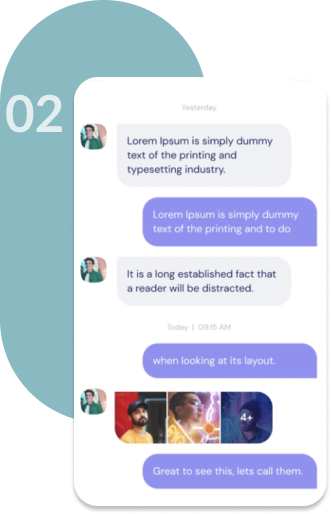 02
Yesterday
Lorem Ipsum is simply dummy
text of the printing and
typesetting industry.
Lorem Ipsum is simply dummy
text of the printing and to do
It is a long established fact that
a reader will be distracted.
Today | 09:15 AM
when looking at its layout.
4+
Great to see this, lets call them.